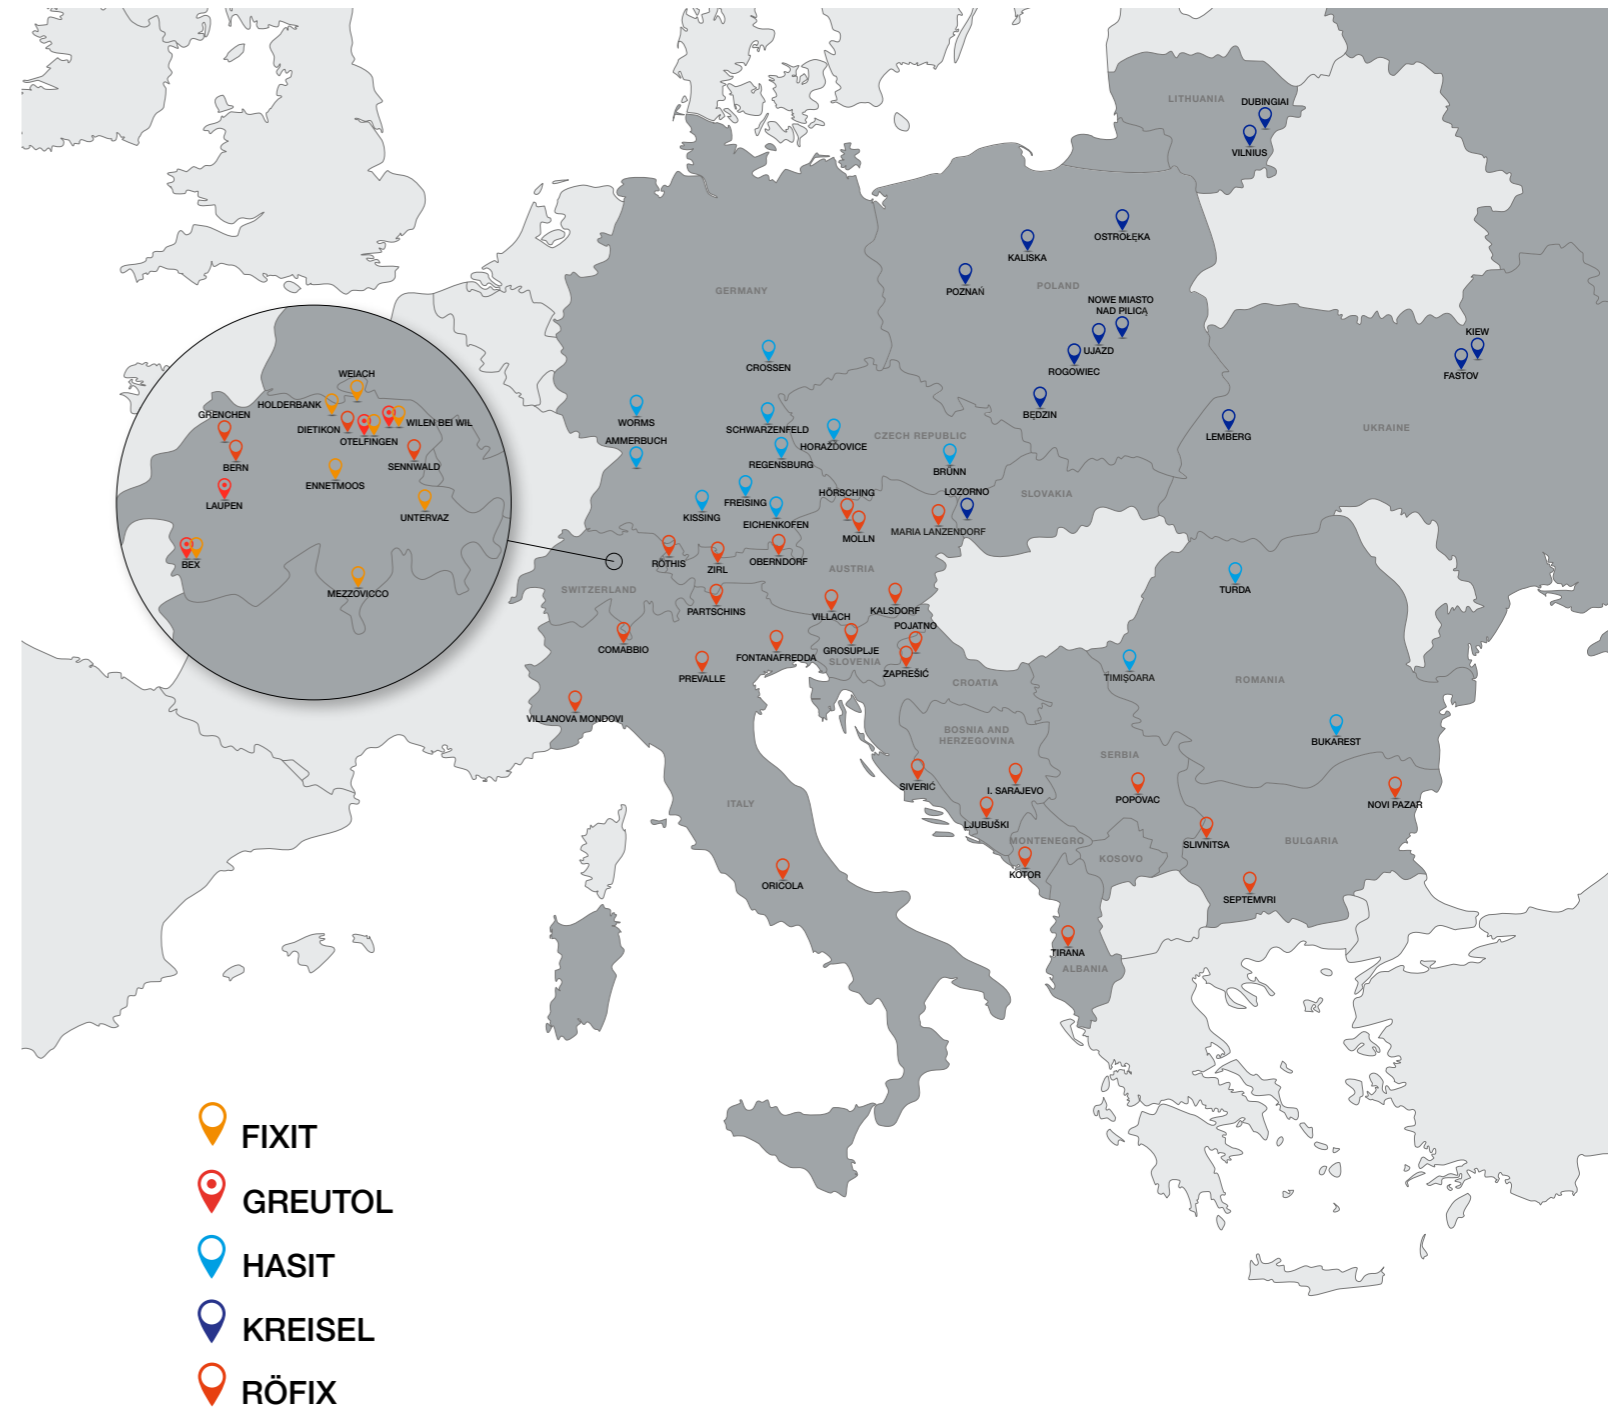 LITHUANIA
DUBINGIAI
VILNIUS
OSTROŁĘKA
KALISKA
POZNAŃ
POLAND
GERMANY
NOWE MIASTO
NAD PILICĄ
UJAZD
ROGOWIEC
KIEW
FASTOV
CROSSEN
BĘDZIN
LEMBERG
UKRAINE
WORMS
SCHWARZENFELD
HORAŽĎOVICE
CZECH REPUBLIC
AMMERBUCH
REGENSBURG
BRÜNN
HÖRSCHING
LOZORNO
SLOVAKIA
KISSING
FREISING
EICHENKOFEN
MOLLN
MARIA LANZENDORF
RÖTHIS
ZIRL
OBERNDORF
AUSTRIA
SWITZERLAND
PARTSCHINS
VILLACH
KALSDORF
TURDA
POJATNO
COMABBIO
FONTANAFREDDA
GROSUPLJE
SLOVENIA
ZAPREŠIĆ
PREVALLE
CROATIA
TIMIȘOARA
ROMANIA
VILLANOVA MONDOVI
BOSNIA AND
HERZEGOVINA
BUKAREST
SERBIA
SIVERIĆ
I. SARAJEVO
POPOVAC
NOVI PAZAR
ITALY
LJUBUŠKI
MONTENEGRO
KOSOVO
SLIVNITSA
BULGARIA
KOTOR
ORICOLA
SEPTEMVRI
TIRANA
ALBANIA
WEIACH
HOLDERBANK
GRENCHEN
DIETIKON
OTELFINGEN
WILEN BEI WIL
BERN
SENNWALD
ENNETMOOS
LAUPEN
UNTERVAZ
BEX
MEZZOVICCO
FIXIT
GREUTOL
HASIT
KREISEL
RÖFIX